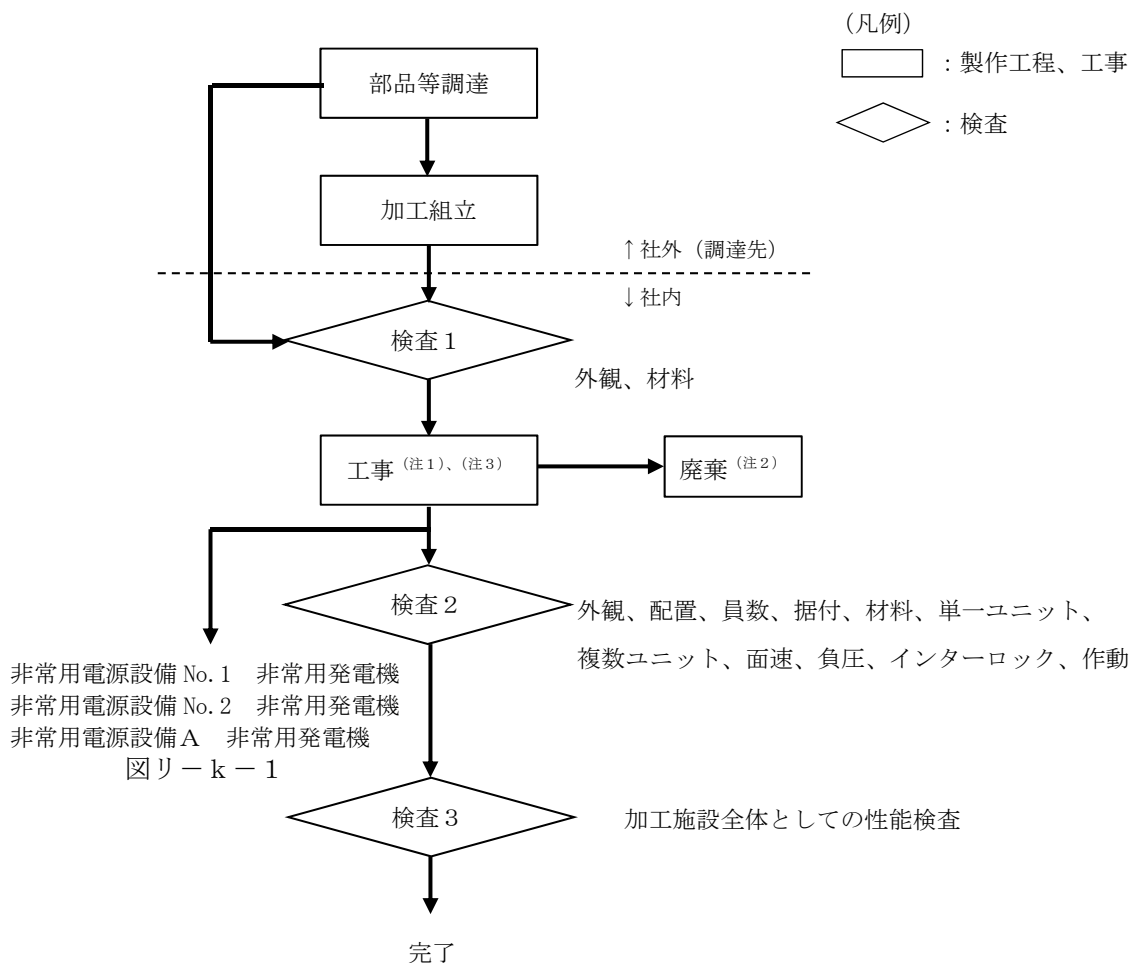 (凡例)
部品等調達
：製作工程、工事
：検査
加工組立
↑社外（調達先）
↓社内
検査１
外観、材料
工事（注１）、（注３）
廃棄（注２）
検査２
外観、配置、員数、据付、材料、単一ユニット、
複数ユニット、面速、負圧、インターロック、作動
非常用電源設備 No.1　非常用発電機
非常用電源設備 No.2　非常用発電機
非常用電源設備Ａ　非常用発電機
図リ－ｋ－１
検査３
加工施設全体としての性能検査
完了